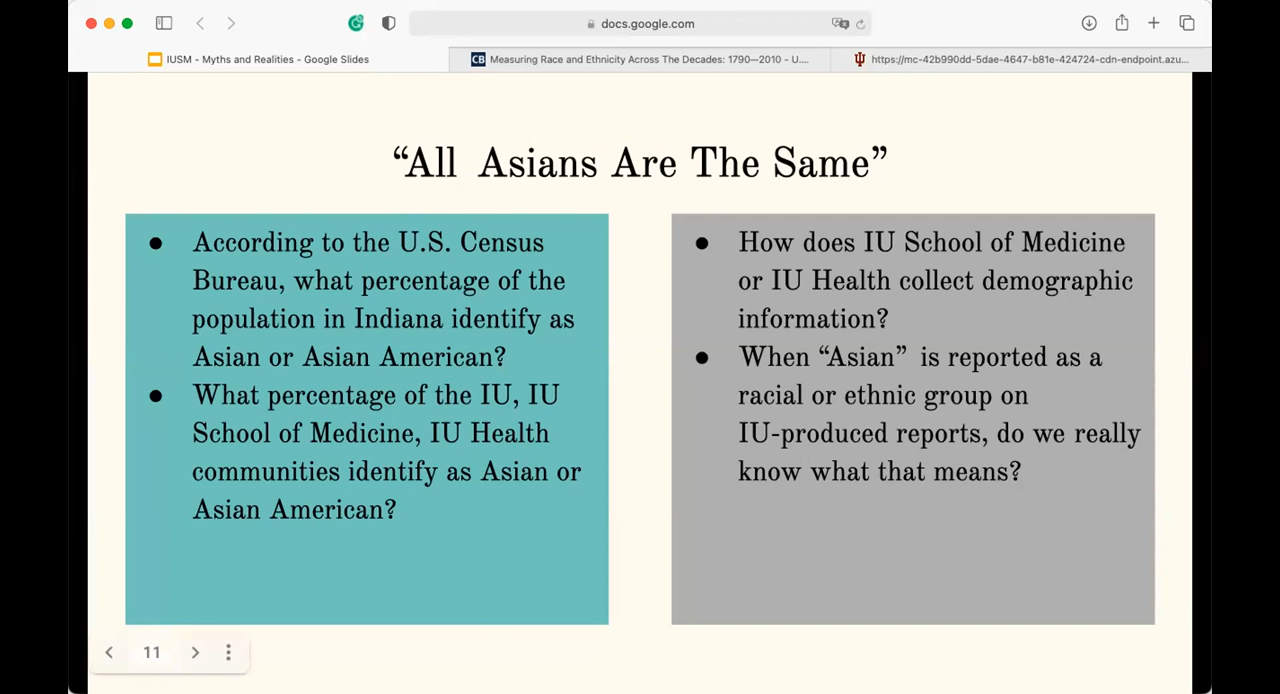 docs.google.com
IUSM - Myths and Realities - Google Slides
CB Measuring Race and Ethnicity Across The Decades: 1790—2010 - U....
https://mc-42b990dd-5dae-4647-b81e-424724-cdn-endpoint.azu...
“All Asians Are The Same”
● According to the U.S. Census
Bureau, what percentage of the
population in Indiana identify as
Asian or Asian American?
● What percentage of the IU, IU
School of Medicine, IU Health
communities identify as Asian or
Asian American?
● How does IU School of Medicine
or IU Health collect demographic
information?
● When “Asian” is reported as a
racial or ethnic group on
IU-produced reports, do we really
know what that means?
11